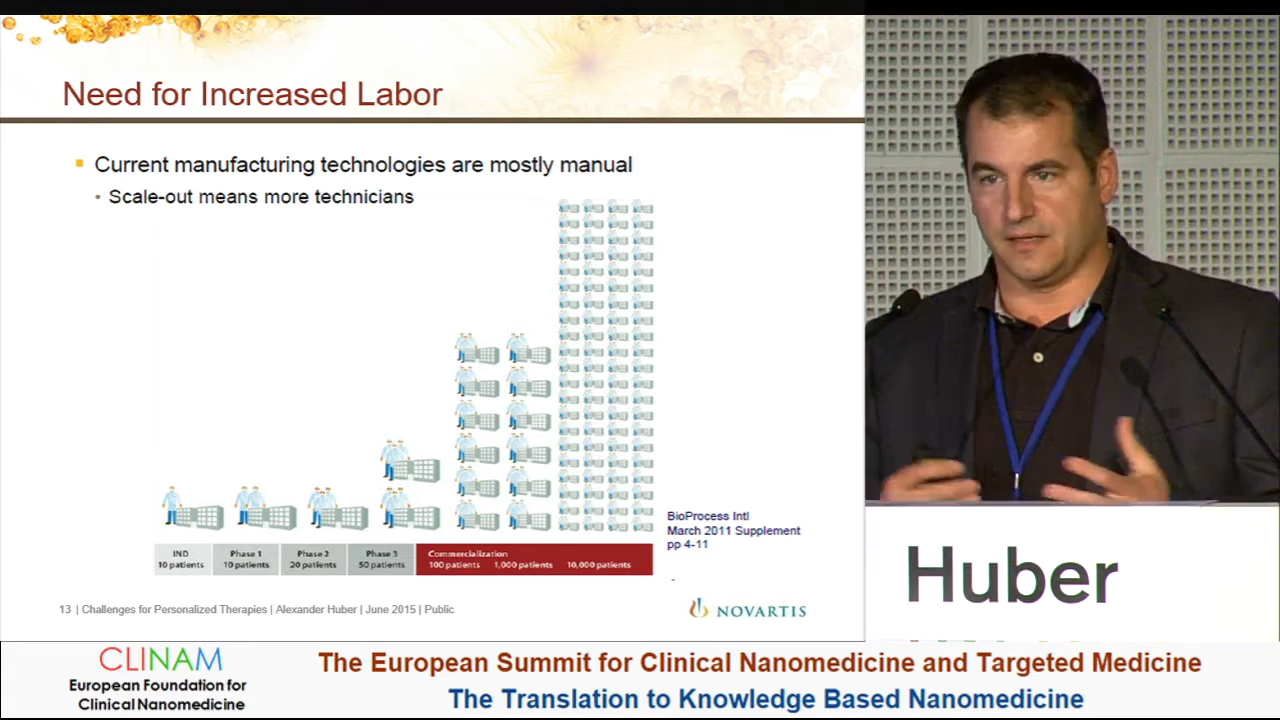 Need for Increased Labor
Current manufacturing technologies are mostly manual
Scale-out means more technicians
BioProcess Intl
March 2011 Supplement
pp 4-11
IND
10 patients
Phase 1
10 patients
Phase 2
20 patients
Phase 3
50 patients
Commercialization
100 patients 1,000 patients 10,000 patients
13 | Challenges for Personalized Therapies | Alexander Huber | June 2015 | Public
NOVARTIS
Huber
CLINAM
European Foundation for
Clinical Nanomedicine
The European Summit for Clinical Nanomedicine and Targeted Medicine
The Translation to Knowledge Based Nanomedicine